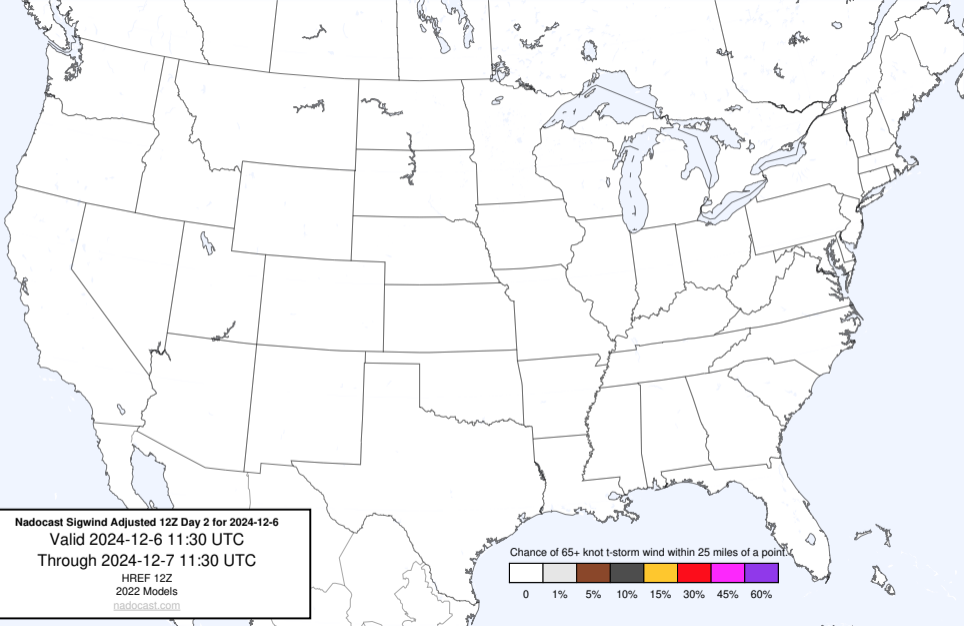 Nadocast Sigwind Adjusted 12Z Day 2 for 2024-12-6
Valid 2024-12-6 11:30 UTC
Through 2024-12-7 11:30 UTC
HREF 12Z
2022 Models
nadocast.com
Chance of 65+ knot t-storm wind within 25 miles of a point.
0 1% 5% 10% 15% 30% 45% 60%